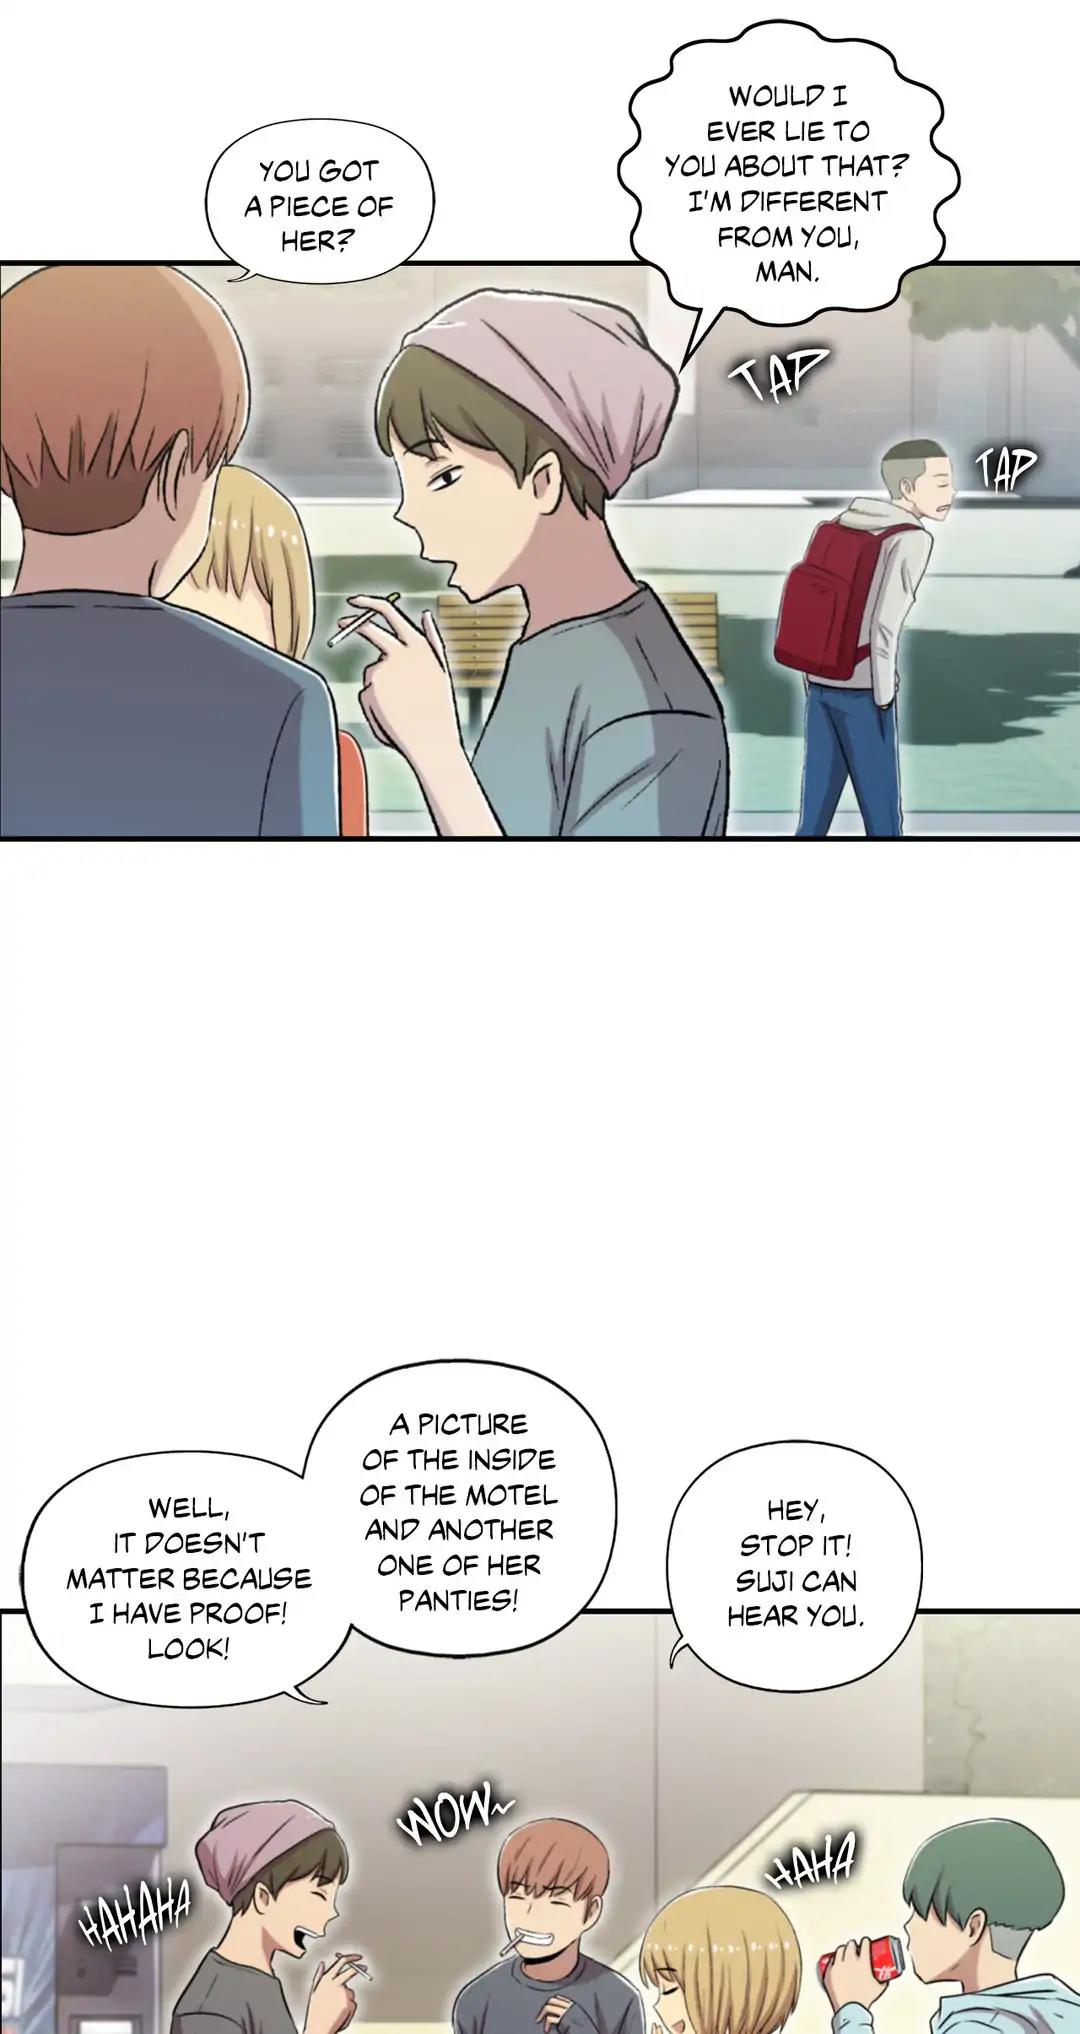 YOU GOT
A PIECE OF
HER?
WOULD I
EVER LIE TO
YOU ABOUT THAT?
I'M DIFFERENT
FROM YOU,
MAN.
TAP
TAP
WELL,
IT DOESN'T
MATTER BECAUSE
I HAVE PROOF!
LOOK!
A PICTURE
OF THE INSIDE
OF THE MOTEL
AND ANOTHER
ONE OF HER
PANTIES!
HEY,
STOP IT!
SUJI CAN
HEAR YOU.
WOW~
HAHAHA
HAHA